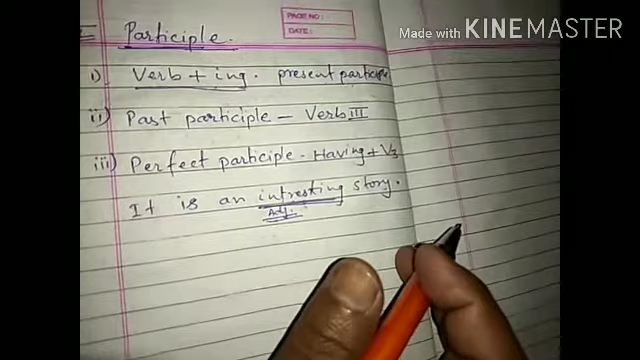 Made with KINEMASTER
PAGE NO:
DATE:
Participle.
i) Verb + ing. present participle
ii) Past participle — Verb III
iii) Perfect participle - Having + V3
It is an intresting story.
Adj.